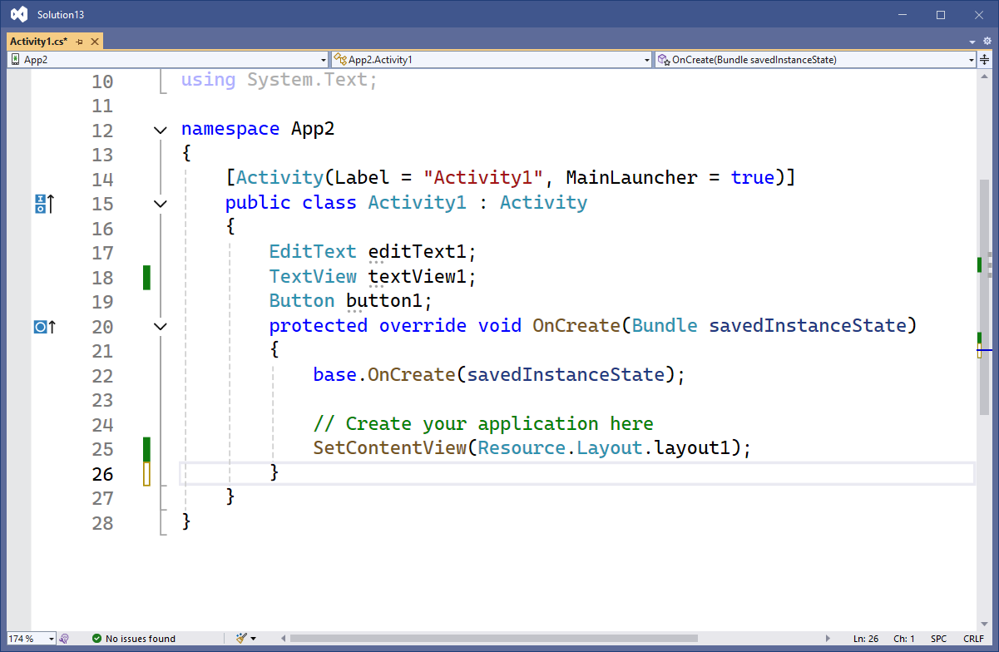 Solution13
Activity1.cs*
App2
App2.Activity1
OnCreate(Bundle savedInstanceState)
10 using System.Text;
11
12 namespace App2
13 {
14 [Activity(Label = "Activity1", MainLauncher = true)]
15 public class Activity1 : Activity
16 {
17 EditText editText1;
18 TextView textView1;
19 Button button1;
20 protected override void OnCreate(Bundle savedInstanceState)
21 {
22 base.OnCreate(savedInstanceState);
23
24 // Create your application here
25 SetContentView(Resource.Layout.layout1);
26 }
27 }
28 }
174 % No issues found Ln: 26 Ch: 1 SPC CRLF